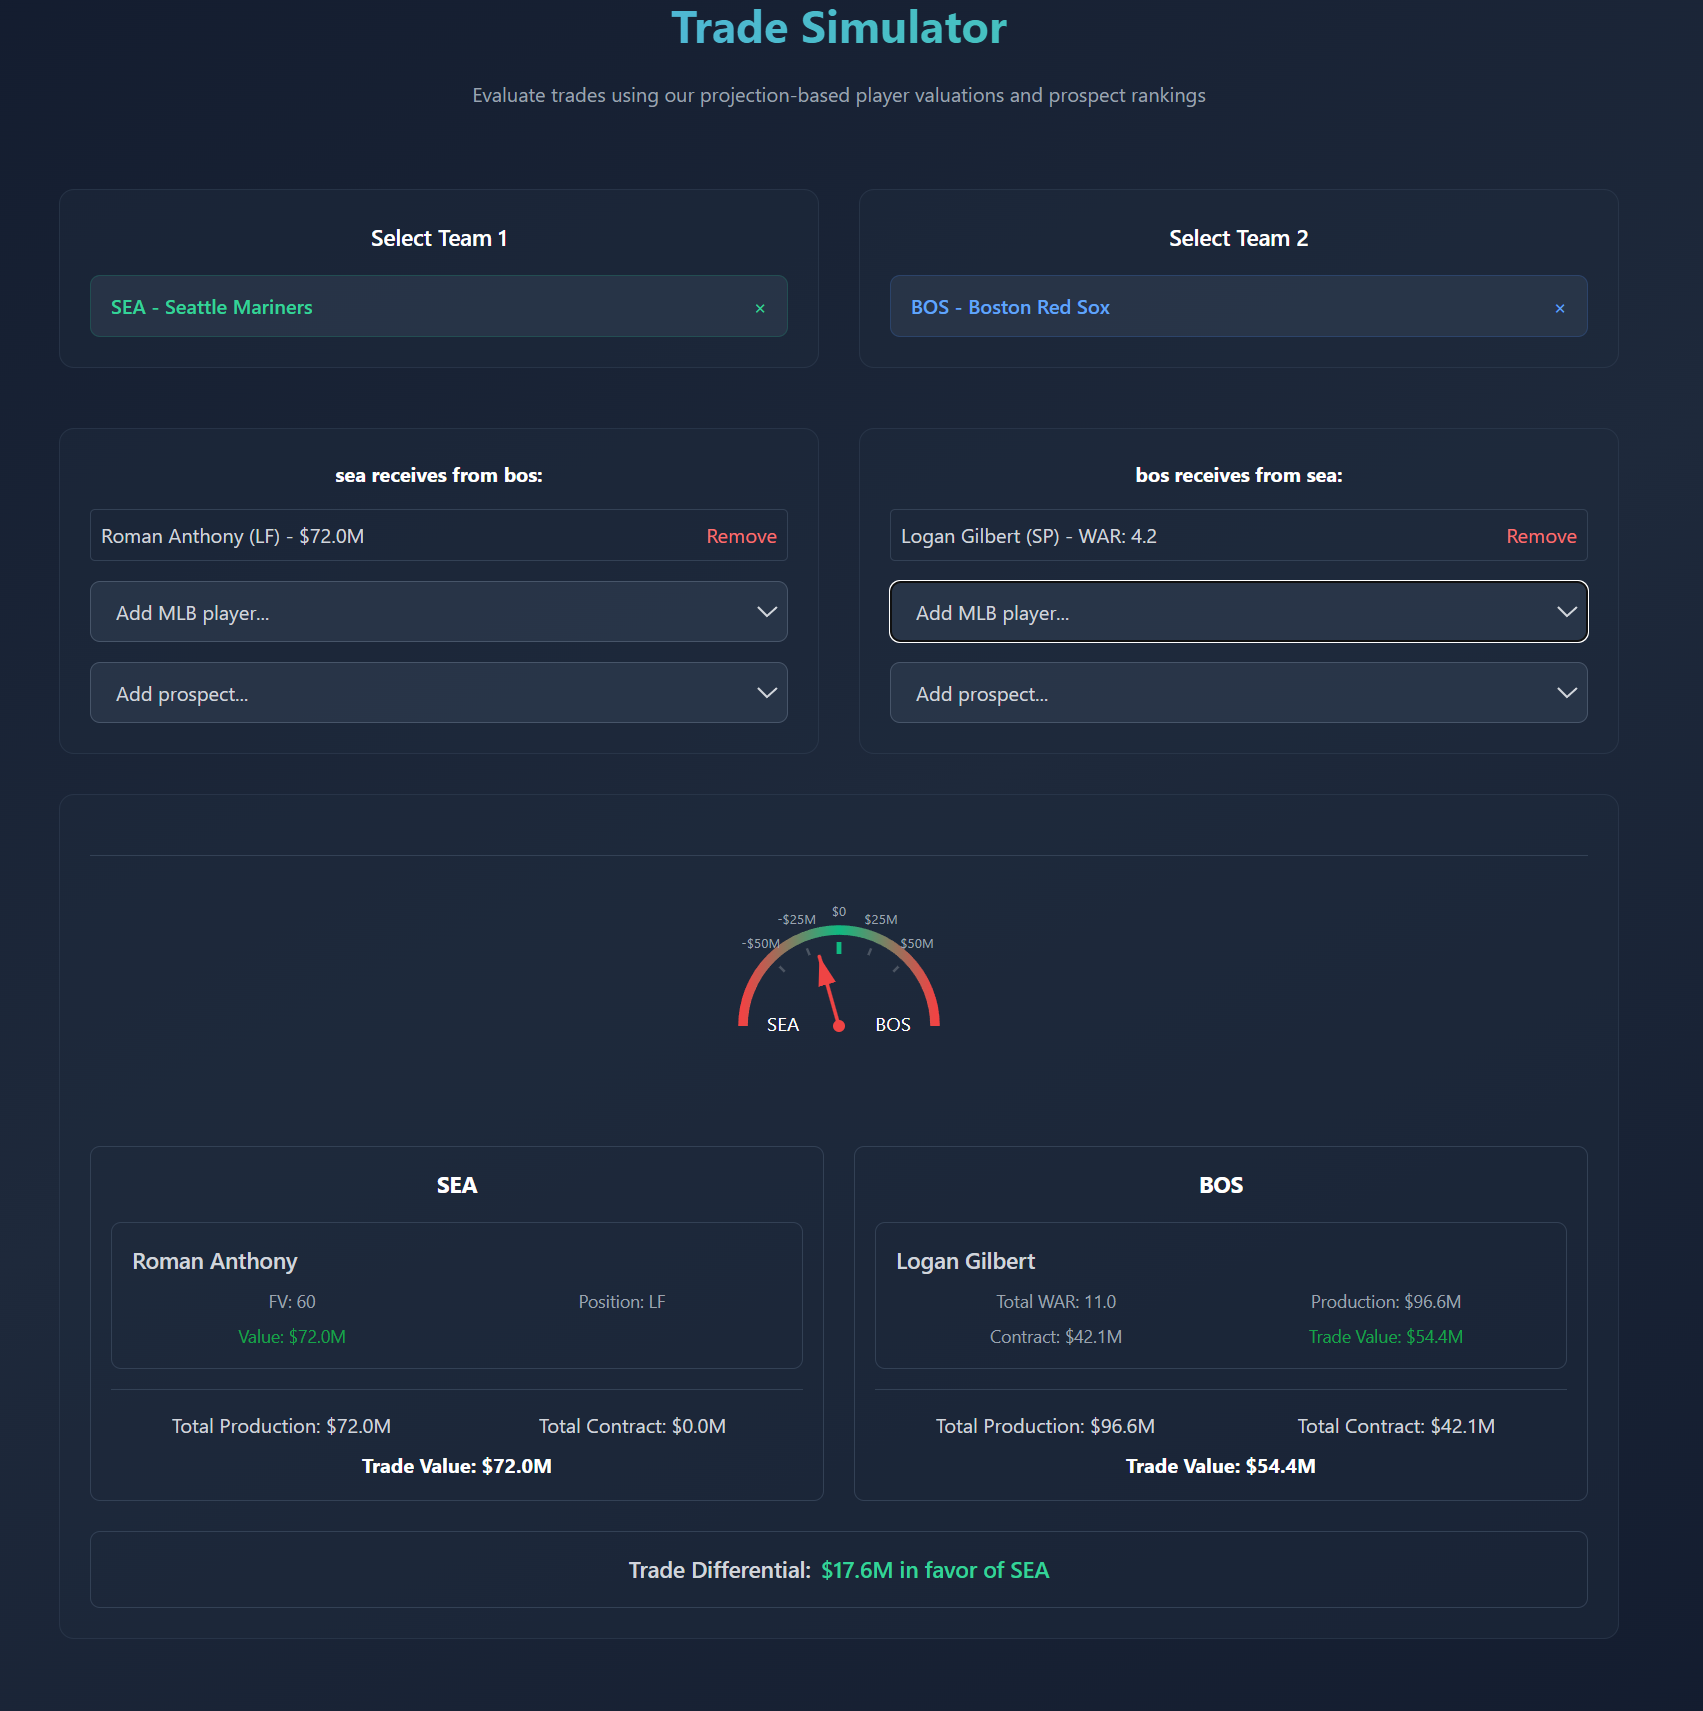 Trade Simulator
Evaluate trades using our projection-based player valuations and prospect rankings
Select Team 1
SEA - Seattle Mariners ×
Select Team 2
BOS - Boston Red Sox ×
sea receives from bos:
Roman Anthony (LF) - $72.0M Remove
Add MLB player...
Add prospect...
bos receives from sea:
Logan Gilbert (SP) - WAR: 4.2 Remove
Add MLB player...
Add prospect...
-$50M
-$25M
$0
$25M
$50M
SEA
BOS
SEA
Roman Anthony
FV: 60 Position: LF
Value: $72.0M
Total Production: $72.0M Total Contract: $0.0M
Trade Value: $72.0M
BOS
Logan Gilbert
Total WAR: 11.0 Production: $96.6M
Contract: $42.1M Trade Value: $54.4M
Total Production: $96.6M Total Contract: $42.1M
Trade Value: $54.4M
Trade Differential: $17.6M in favor of SEA